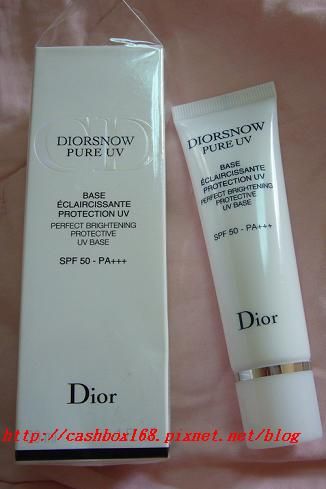 DIORSNOW
PURE UV
BASE
ÉCLAIRCISSANTE
PROTECTION UV
PERFECT BRIGHTENING
PROTECTIVE
UV BASE
SPF 50 - PA+++
Dior
DIORSNOW
PURE UV
BASE
ÉCLAIRCISSANTE
PROTECTION UV
PERFECT BRIGHTENING
PROTECTIVE
UV BASE
SPF 50 - PA+++
Dior
http://cashbox168.pixnet.net/blog